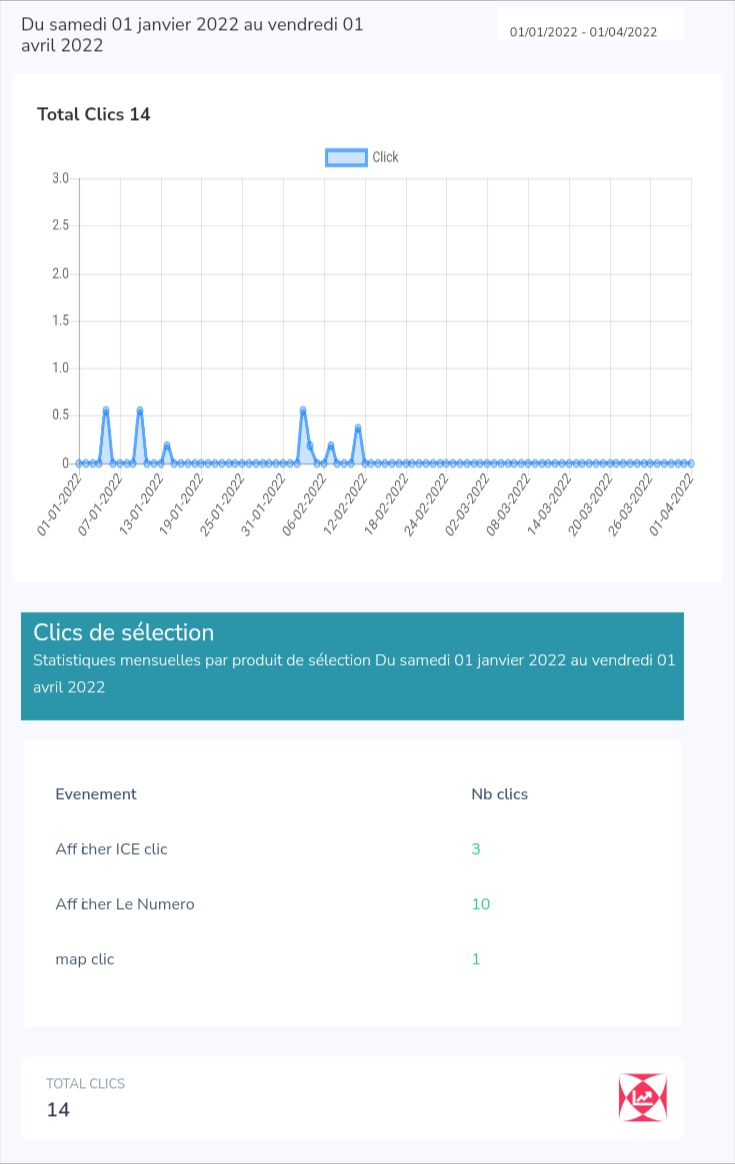 Du samedi 01 janvier 2022 au vendredi 01
avril 2022
01/01/2022 - 01/04/2022
Total Clics 14
Click
3.0
2.5
2.0
1.5
1.0
0.5
0
01-01-2022
07-01-2022
13-01-2022
19-01-2022
25-01-2022
31-01-2022
06-02-2022
12-02-2022
18-02-2022
24-02-2022
02-03-2022
08-03-2022
14-03-2022
20-03-2022
26-03-2022
01-04-2022
Clics de sélection
Statistiques mensuelles par produit de sélection Du samedi 01 janvier 2022 au vendredi 01
avril 2022
Evenement Nb clics
Afficher ICE clic 3
Afficher Le Numero 10
map clic 1
TOTAL CLICS
14